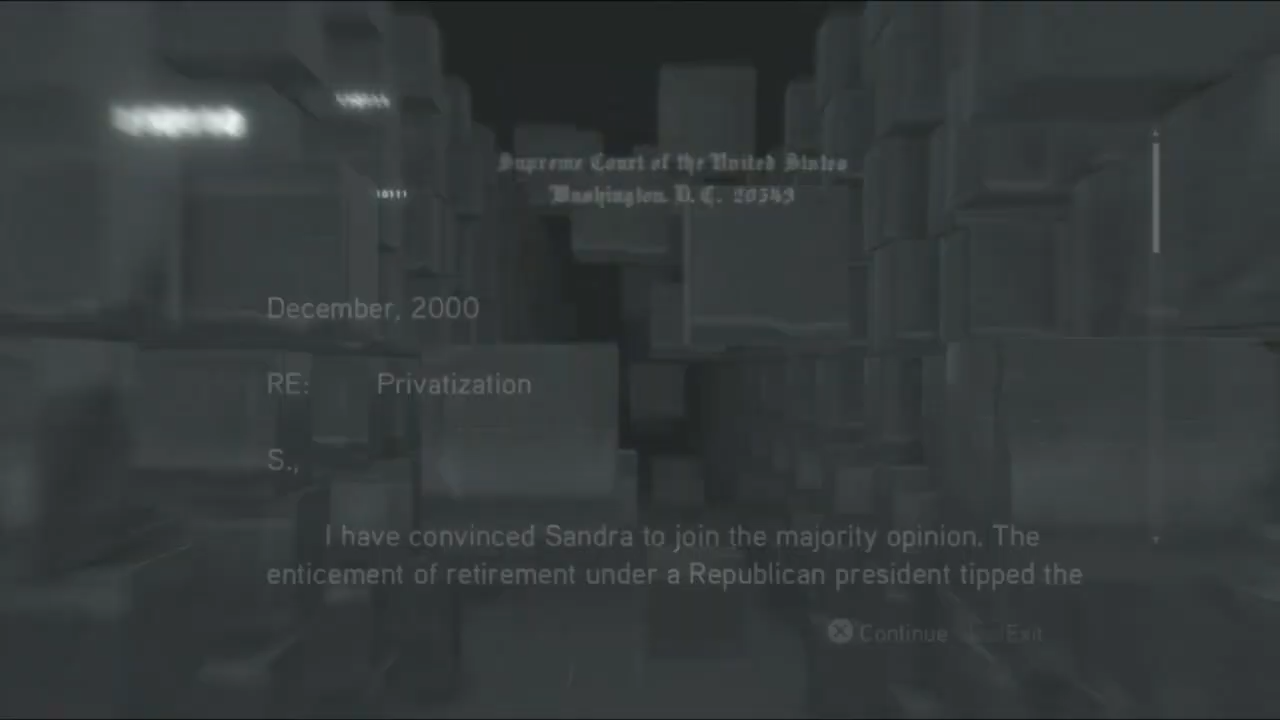 Supreme Court of the United States
Washington, D. C. 20543
10111
December, 2000
RE: Privatization
S.,
I have convinced Sandra to join the majority opinion. The
enticement of retirement under a Republican president tipped the
Continue Exit